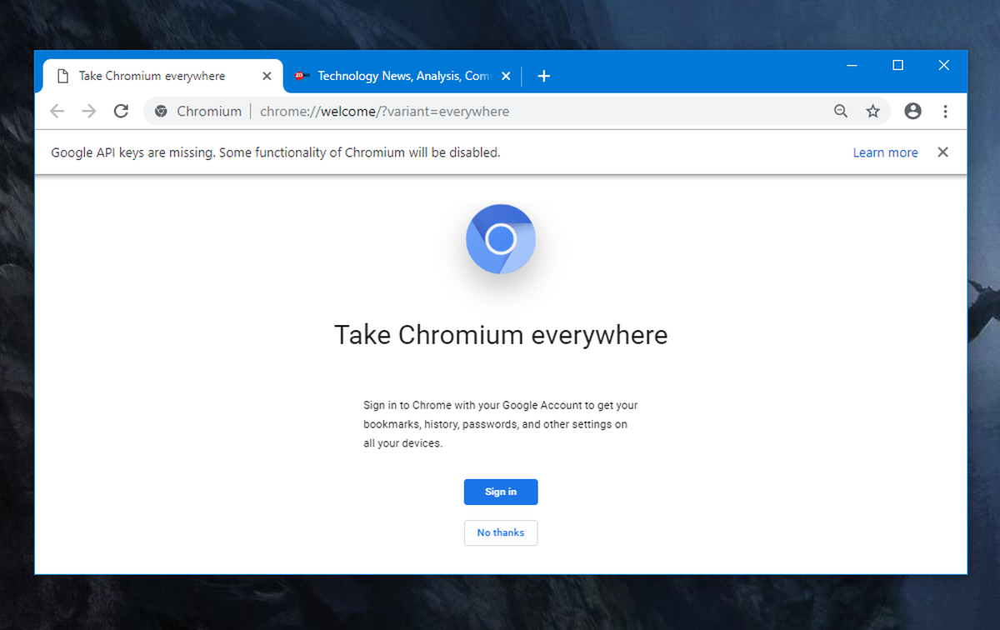 Take Chromium everywhere
Technology News, Analysis, Com
Chromium chrome://welcome/?variant=everywhere
Google API keys are missing. Some functionality of Chromium will be disabled. Learn more
Take Chromium everywhere
Sign in to Chrome with your Google Account to get your
bookmarks, history, passwords, and other settings on
all your devices.
Sign in
No thanks